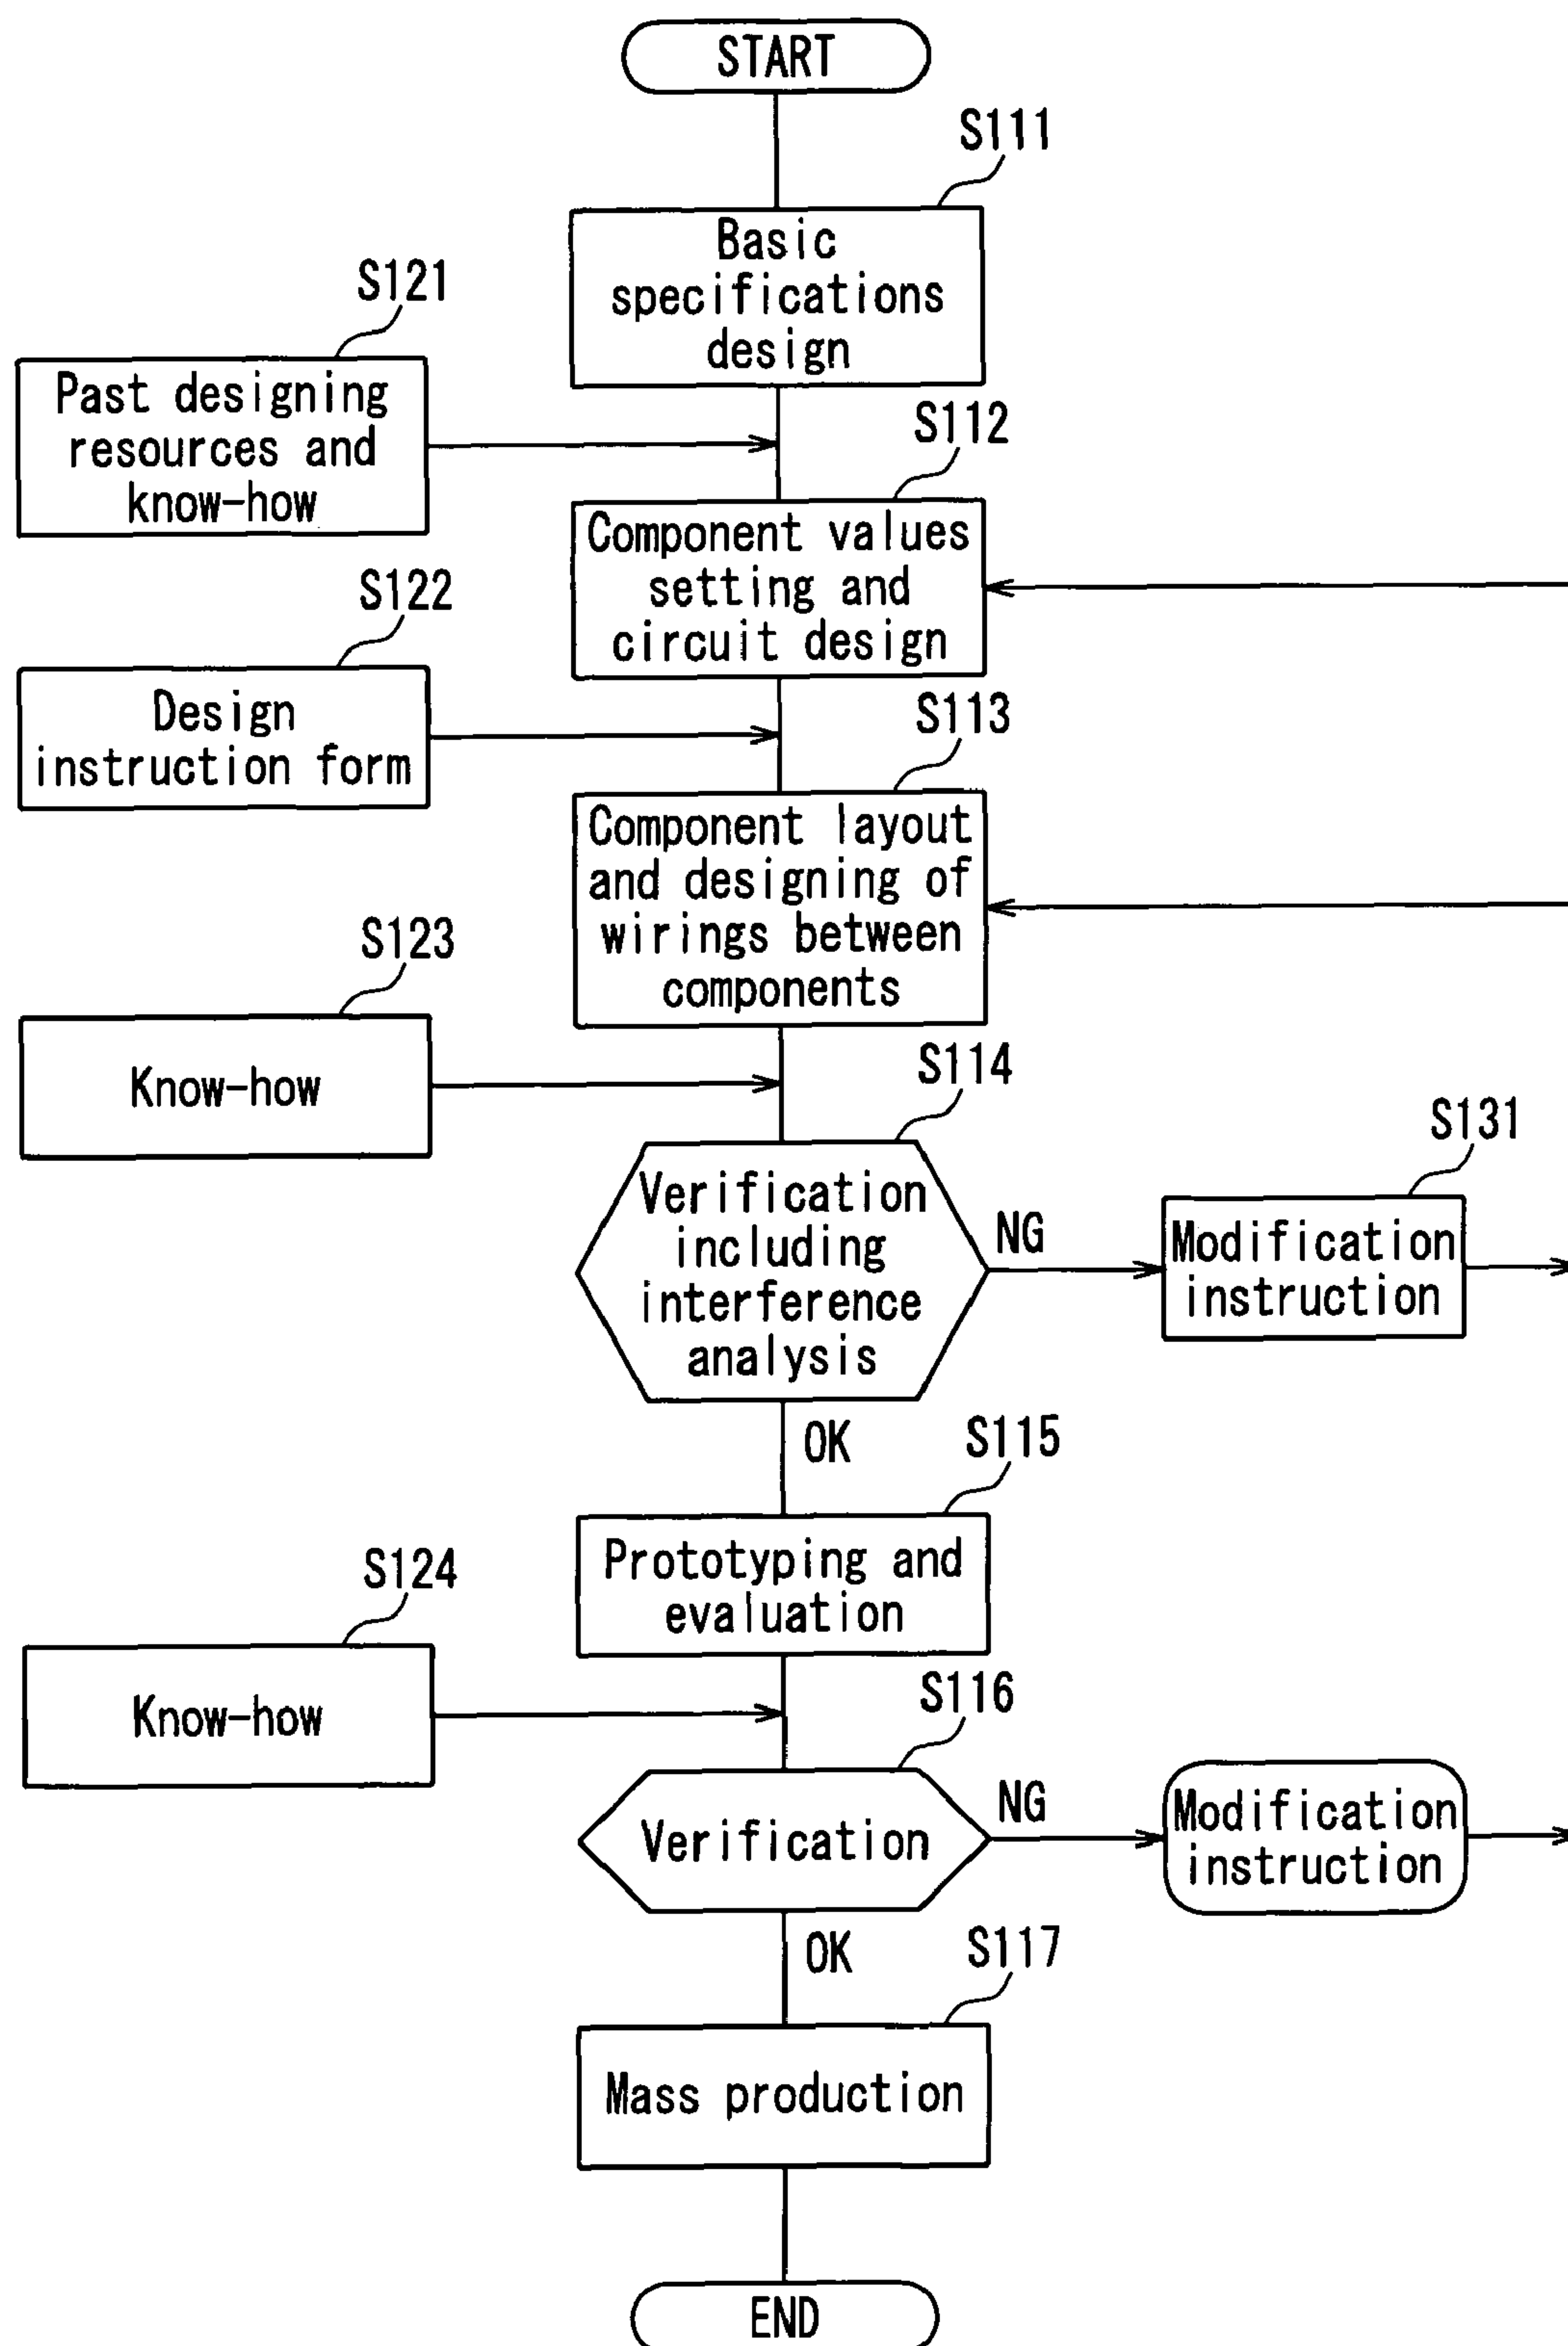 START
S111
Basic
specifications
design
S121
Past designing
resources and
know-how
S112
Component values
setting and
circuit design
S122
Design
instruction form
S113
Component layout
and designing of
wirings between
components
S123
Know-how
S114
Verification
including
interference
analysis
NG
S131
Modification
instruction
OK
S115
Prototyping and
evaluation
S124
Know-how
S116
Verification
NG
Modification
instruction
OK
S117
Mass production
END